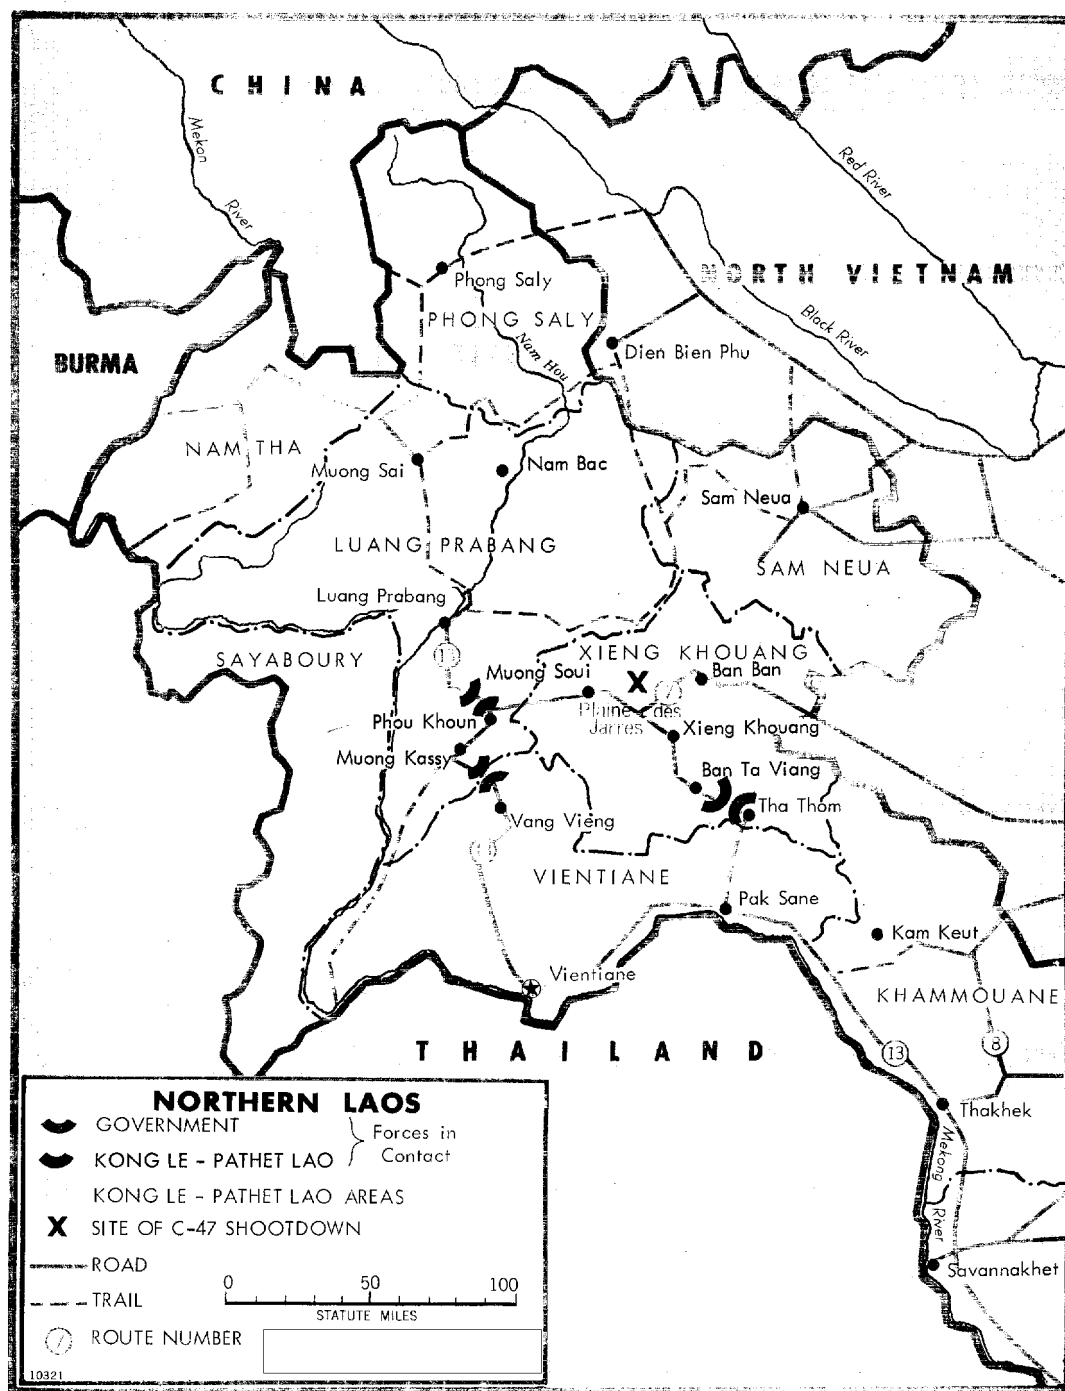 CHINA
Mekan
River
Red River
NORTH VIETNAM
Phong Saly
PHONG SALY
Nam Hou
Black River
BURMA
Dien Bien Phu
NAM THA
Muong Sai
Nam Bac
Sam Neua
LUANG PRABANG
SAM NEUA
Luang Prabang
13
SAYABOURY
XIENG KHOUANG
Muong Soui
X
7
Ban Ban
Plaine des
Jarres
Phou Khoun
Xieng Khouang
Muong Kassy
Ban Ta Viang
Tha Thom
Vang Vieng
13
VIENTIANE
Pak Sane
Kam Keut
Vientiane
KHAMMOUANE
THAILAND
13
8
Thakhek
Mekong
River
Savannakhet
NORTHERN LAOS
GOVERNMENT
KONG LE - PATHET LAO
Forces in
Contact
KONG LE - PATHET LAO AREAS
X SITE OF C-47 SHOOTDOWN
ROAD
0 50 100
TRAIL
STATUTE MILES
7 ROUTE NUMBER
10321